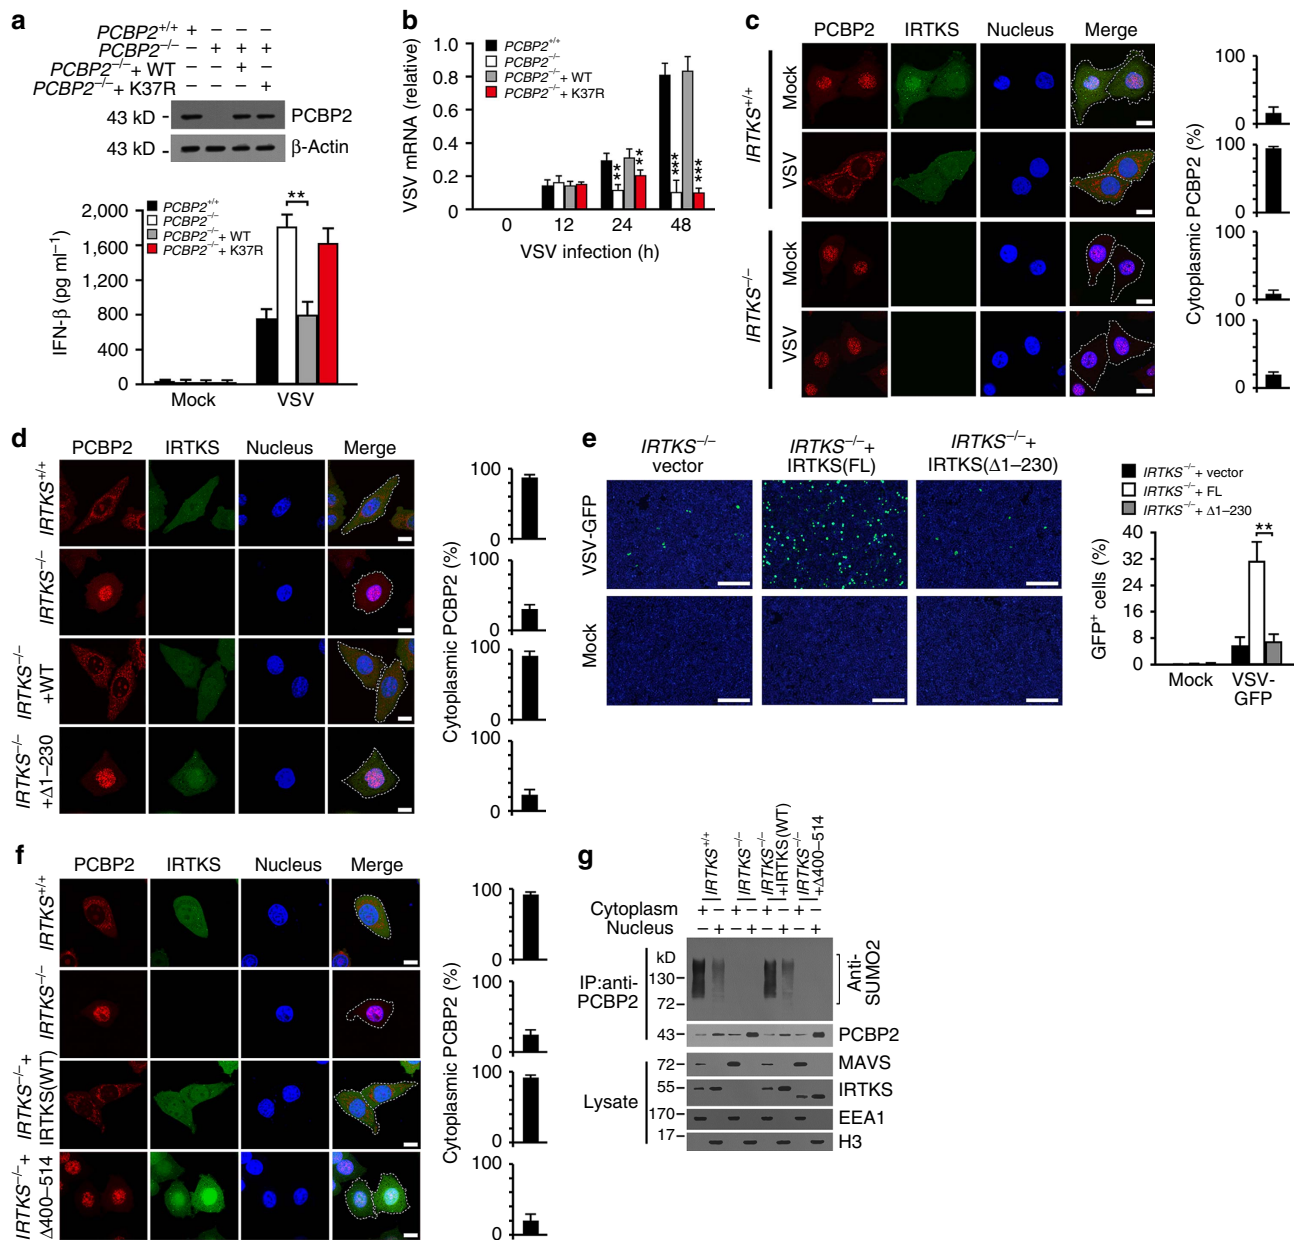 a
PCBP2+/+ + – – –
PCBP2–/– – + + +
PCBP2–/– + WT – – + –
PCBP2–/– + K37R – – – +
43 kD PCBP2
43 kD β-Actin
PCBP2+/+
PCBP2–/–
PCBP2–/– + WT
PCBP2–/– + K37R
**
2,000
1,600
1,200
800
400
0
IFN-β (pg ml–1)
Mock VSV
b
PCBP2+/+
PCBP2–/–
PCBP2–/– + WT
PCBP2–/– + K37R
1.0
0.8
0.6
0.4
0.2
0
VSV mRNA (relative)
** ** *** ***
0 12 24 48
VSV infection (h)
c
PCBP2 IRTKS Nucleus Merge
IRTKS+/+
Mock
VSV
IRTKS–/–
Mock
VSV
Cytoplasmic PCBP2 (%)
100
0
100
0
100
0
100
0
d
PCBP2 IRTKS Nucleus Merge
IRTKS+/+
IRTKS–/–
IRTKS–/–
+WT
IRTKS–/–
+Δ1–230
Cytoplasmic PCBP2 (%)
100
0
100
0
100
0
100
0
e
IRTKS–/–
vector
IRTKS–/–+
IRTKS(FL)
IRTKS–/–+
IRTKS(Δ1–230)
VSV-GFP
Mock
IRTKS–/– + vector
IRTKS–/– + FL
IRTKS–/– + Δ1–230
**
40
32
24
16
8
0
GFP+ cells (%)
Mock VSV-
GFP
f
PCBP2 IRTKS Nucleus Merge
IRTKS+/+
IRTKS–/–
IRTKS–/–+
IRTKS(WT)
IRTKS–/–+
Δ400–514
Cytoplasmic PCBP2 (%)
100
0
100
0
100
0
100
0
g
IRTKS+/+
IRTKS–/–
IRTKS–/–
+IRTKS(WT)
IRTKS–/–
+Δ400–514
Cytoplasm + – + – + – + –
Nucleus – + – + – + – +
kD
130
72
IP:anti-
PCBP2
Anti-
SUMO2
43 PCBP2
72 MAVS
55 IRTKS
Lysate
170 EEA1
17 H3